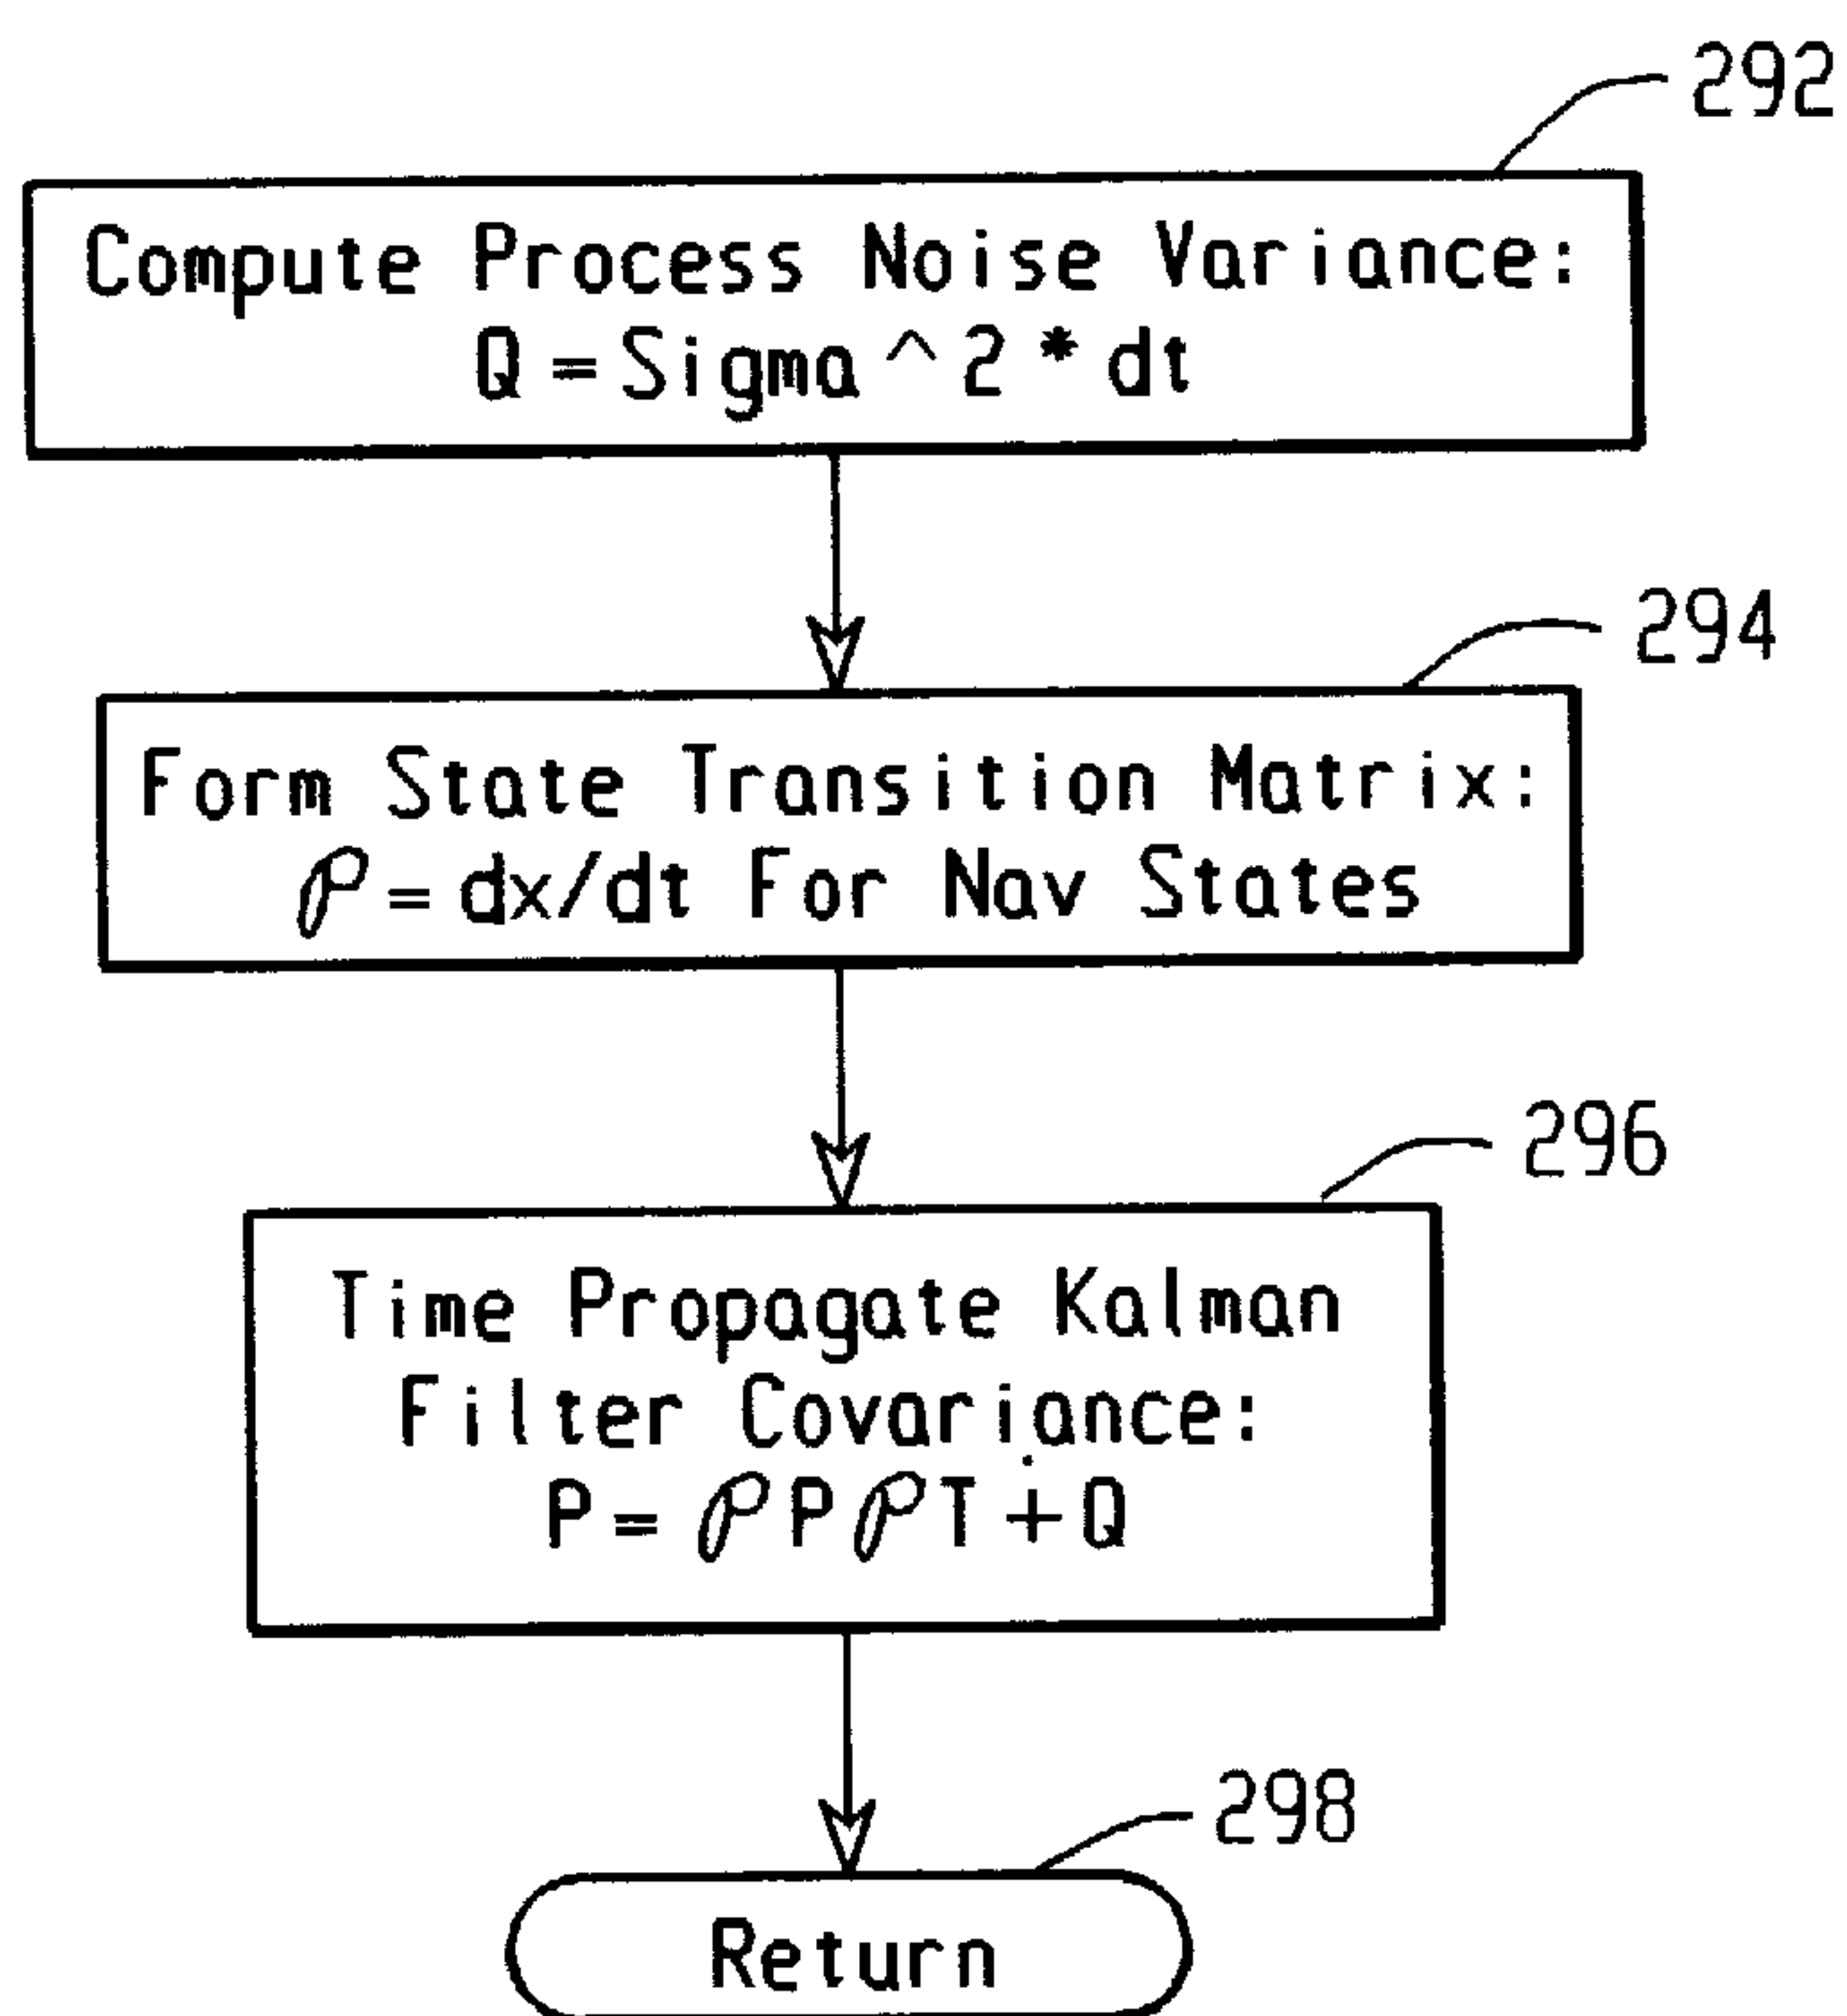 292
Compute Process Noise Variance:
Q=Sigma^2*dt
294
Form State Transition Matrix:
𝜌=dx/dt For Nav States
296
Time Propagate Kalman
Filter Covariance:
P=𝜌P𝜌T+Q
298
Return